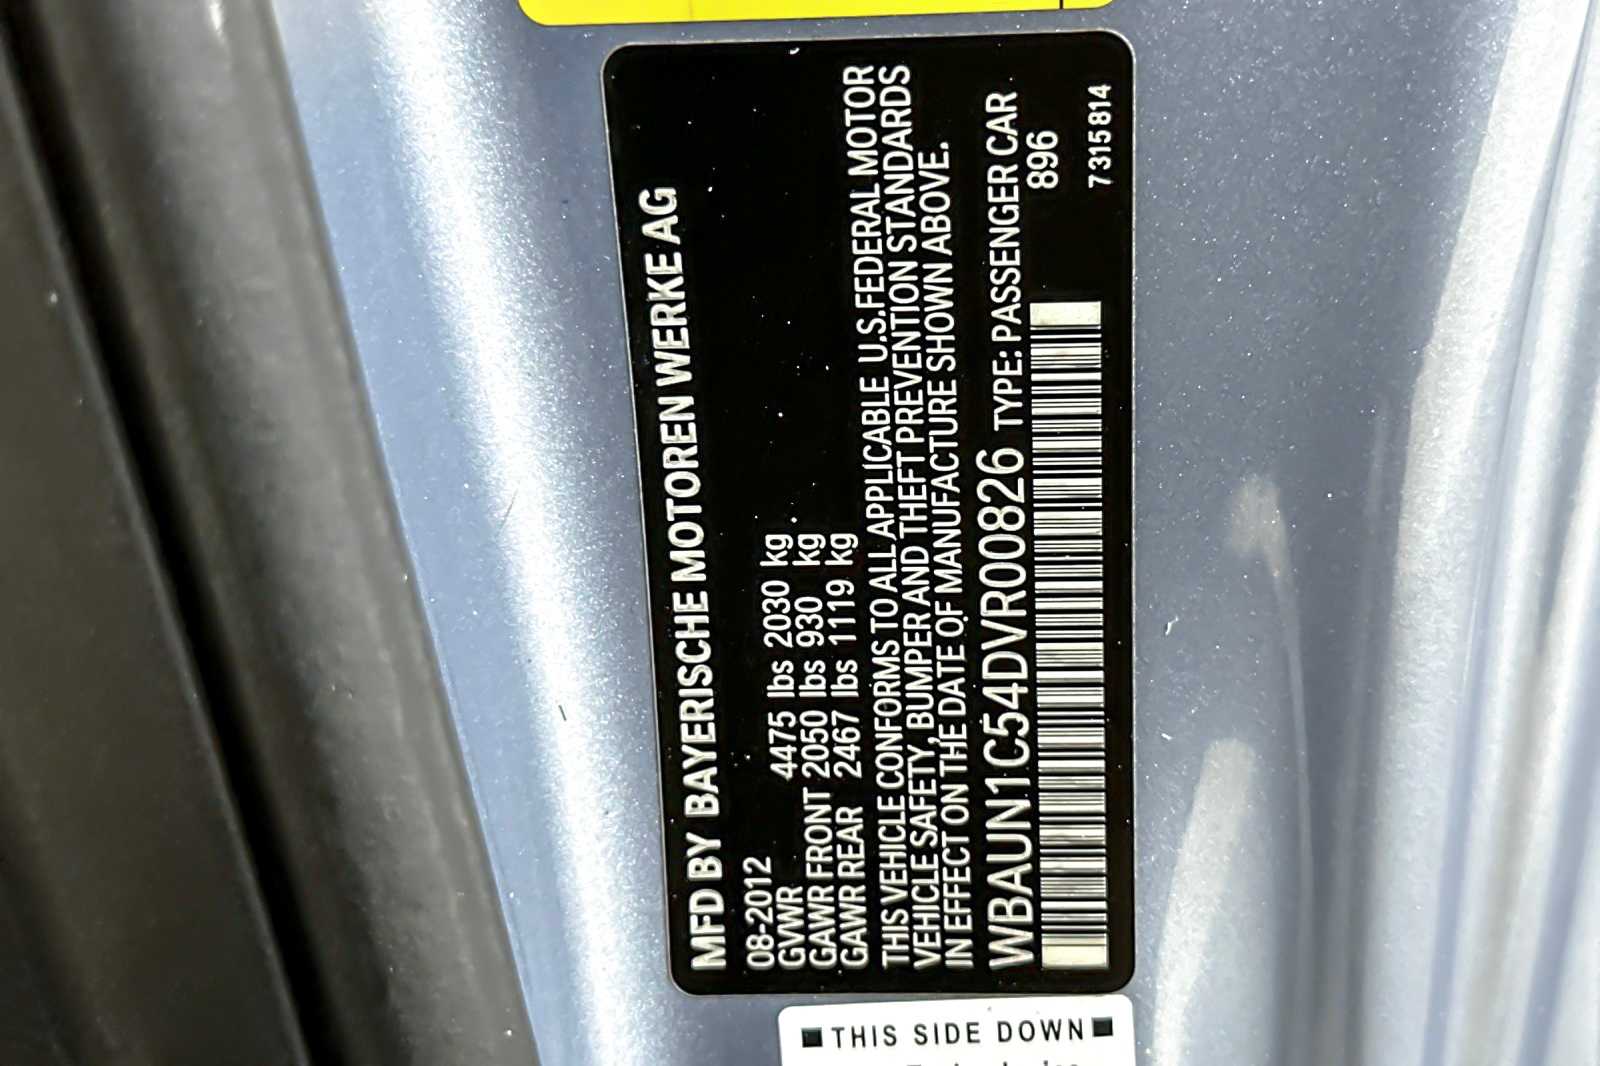 MFD BY BAYERISCHE MOTOREN WERKE AG
08-2012
GVWR 4475 lbs 2030 kg
GAWR FRONT 2050 lbs 930 kg
GAWR REAR 2467 lbs 1119 kg
THIS VEHICLE CONFORMS TO ALL APPLICABLE U.S.FEDERAL MOTOR
VEHICLE SAFETY, BUMPER AND THEFT PREVENTION STANDARDS
IN EFFECT ON THE DATE OF MANUFACTURE SHOWN ABOVE.
WBAUN1C54DVR00826 TYPE: PASSENGER CAR
896
7315814
THIS SIDE DOWN